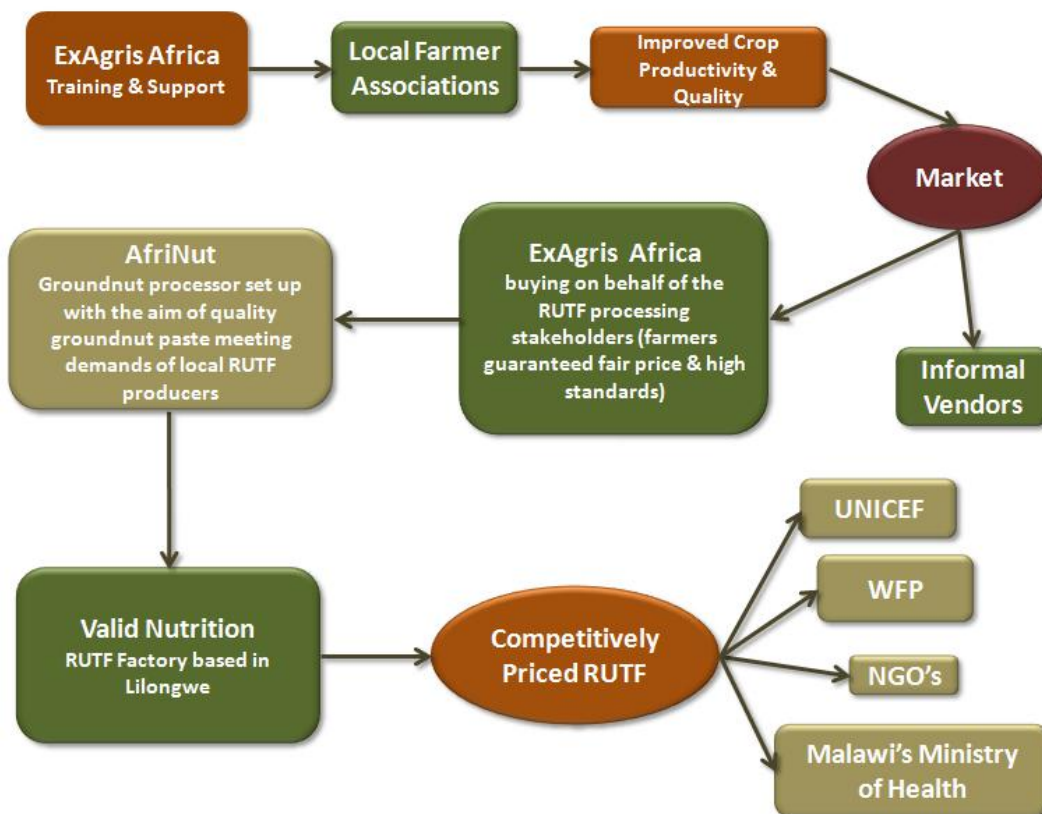 ExAgris Africa
Training & Support
Local Farmer
Associations
Improved Crop
Productivity &
Quality
Market
ExAgris  Africa
buying on behalf of the
RUTF processing
stakeholders (farmers
guaranteed fair price & high
standards)
Informal
Vendors
AfriNut
Groundnut processor set up
with the aim of quality
groundnut paste meeting
demands of local RUTF
producers
Valid Nutrition
RUTF Factory based in
Lilongwe
Competitively
Priced RUTF
UNICEF
WFP
NGO’s
Malawi’s Ministry
of Health